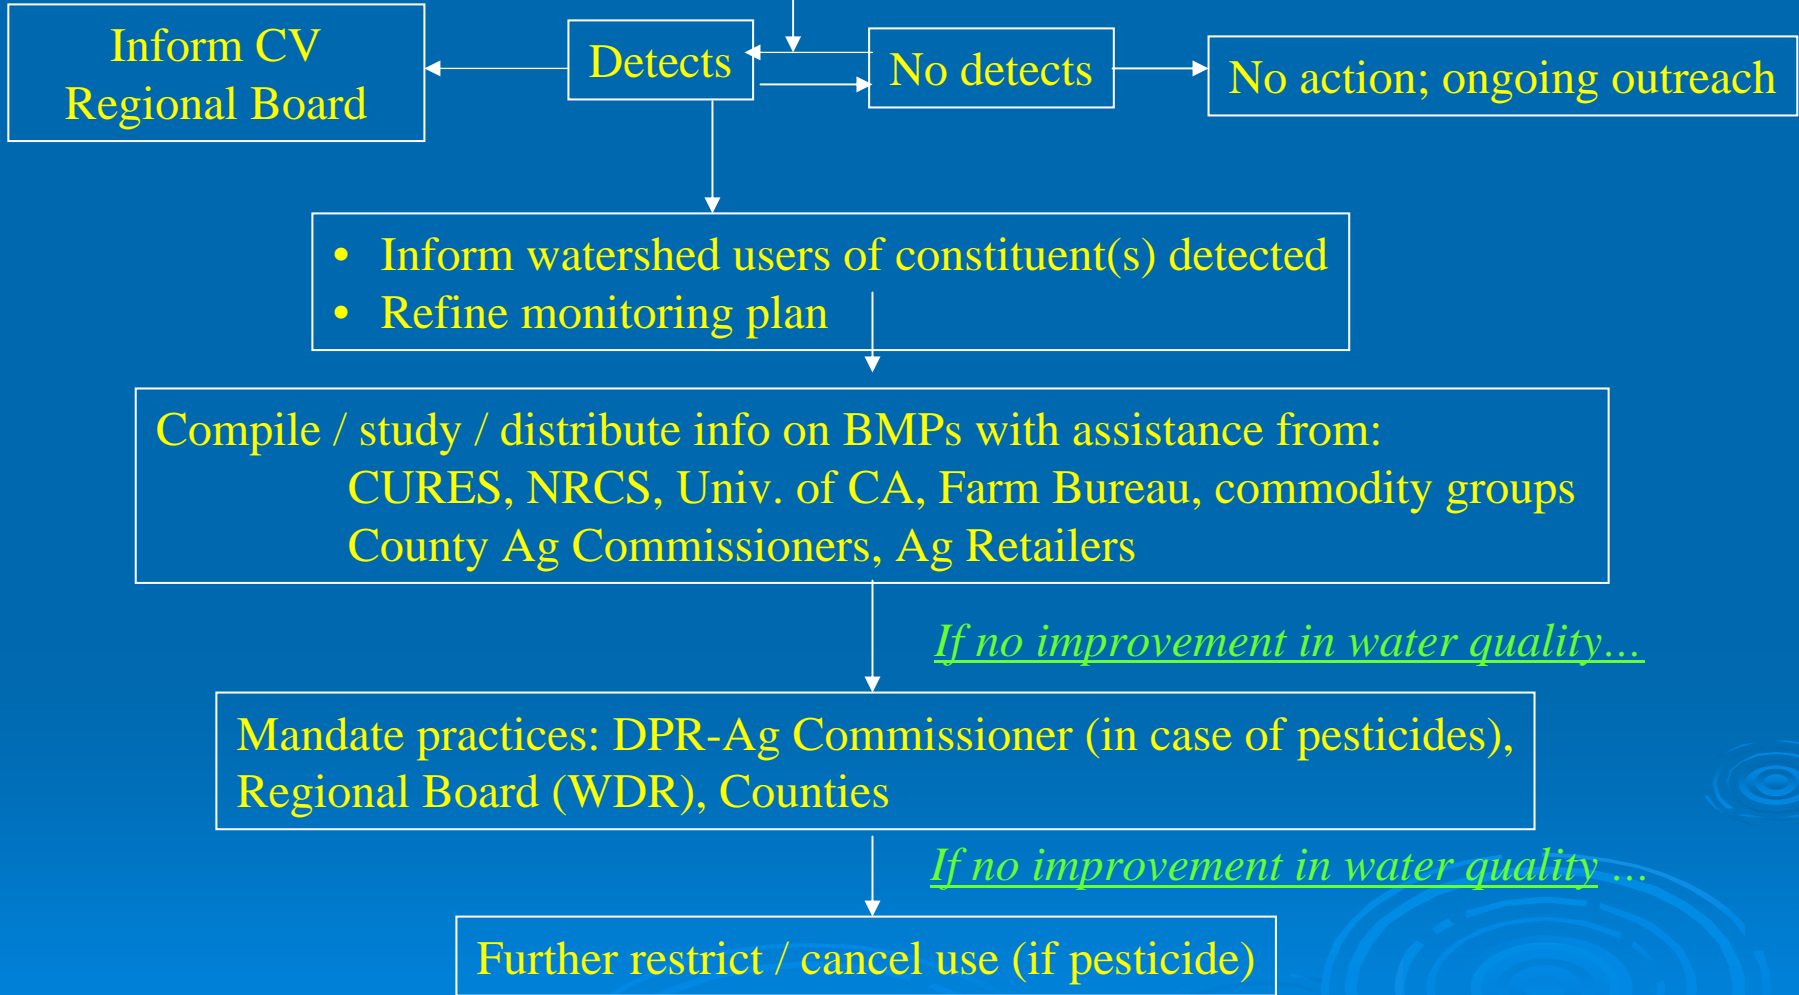 Inform CV
Regional Board
Detects
No detects
No action; ongoing outreach
• Inform watershed users of constituent(s) detected
• Refine monitoring plan
Compile / study / distribute info on BMPs with assistance from:
CURES, NRCS, Univ. of CA, Farm Bureau, commodity groups
County Ag Commissioners, Ag Retailers
If no improvement in water quality…
Mandate practices: DPR-Ag Commissioner (in case of pesticides),
Regional Board (WDR), Counties
If no improvement in water quality …
Further restrict / cancel use (if pesticide)